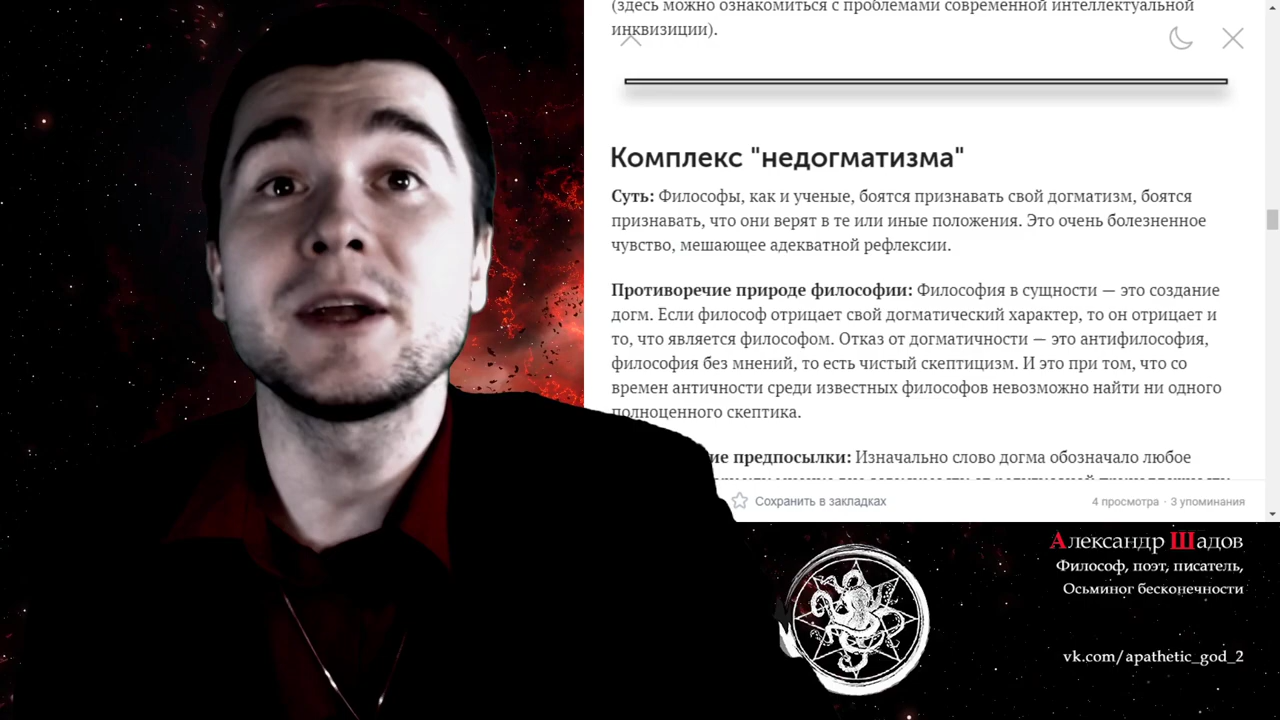 (здесь можно ознакомиться с проблемами современной интеллектуальной
инквизиции).
Комплекс "недогматизма"
Суть: Философы, как и ученые, боятся признавать свой догматизм, боятся
признавать, что они верят в те или иные положения. Это очень болезненное
чувство, мешающее адекватной рефлексии.
Противоречие природе философии: Философия в сущности — это создание
догм. Если философ отрицает свой догматический характер, то он отрицает и
то, что является философом. Отказ от догматичности — это антифилософия,
философия без мнений, то есть чистый скептицизм. И это при том, что со
времен античности среди известных философов невозможно найти ни одного
полноценного скептика.
предпосылки: Изначально слово догма обозначало любое
Сохранить в закладках
4 просмотра · 3 упоминания
Александр Шадов
Философ, поэт, писатель,
Осьминог бесконечности
vk.com/apathetic_god_2